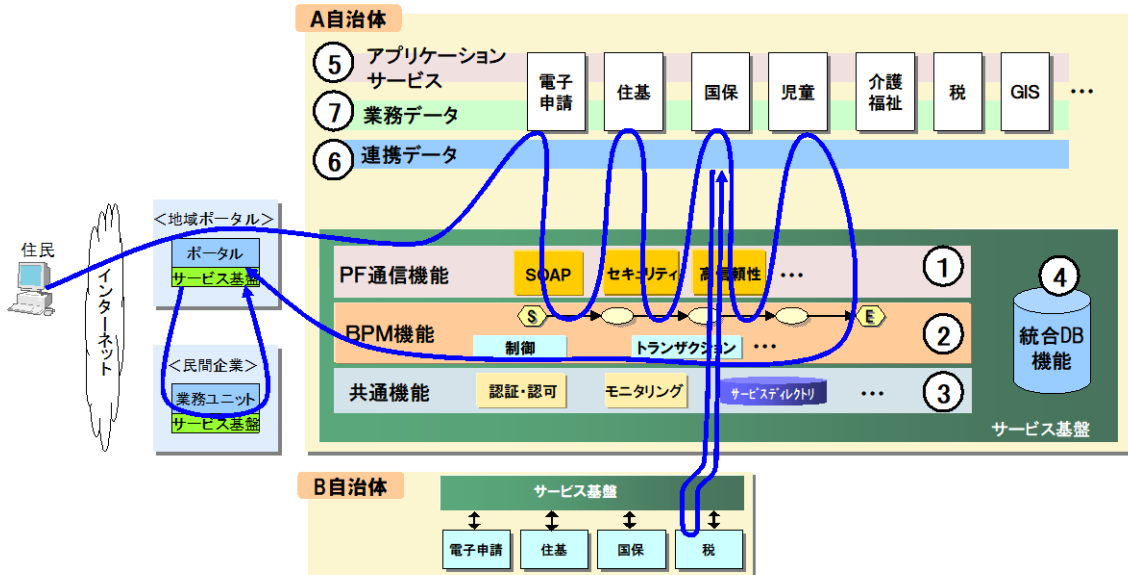 A自治体
⑤
アプリケーション
サービス
⑦
業務データ
⑥
連携データ
電子
申請
住基
国保
児童
介護
福祉
税
GIS
…
住民
インターネット
＜地域ポータル＞
ポータル
サービス基盤
＜民間企業＞
業務ユニット
サービス基盤
PF通信機能
SOAP
セキュリティ
高信頼性
…
①
BPM機能
S
E
制御
トランザクション
…
②
共通機能
認証・認可
モニタリング
サービスディレクトリ
…
③
④
統合DB
機能
サービス基盤
B自治体
サービス基盤
電子申請
住基
国保
税